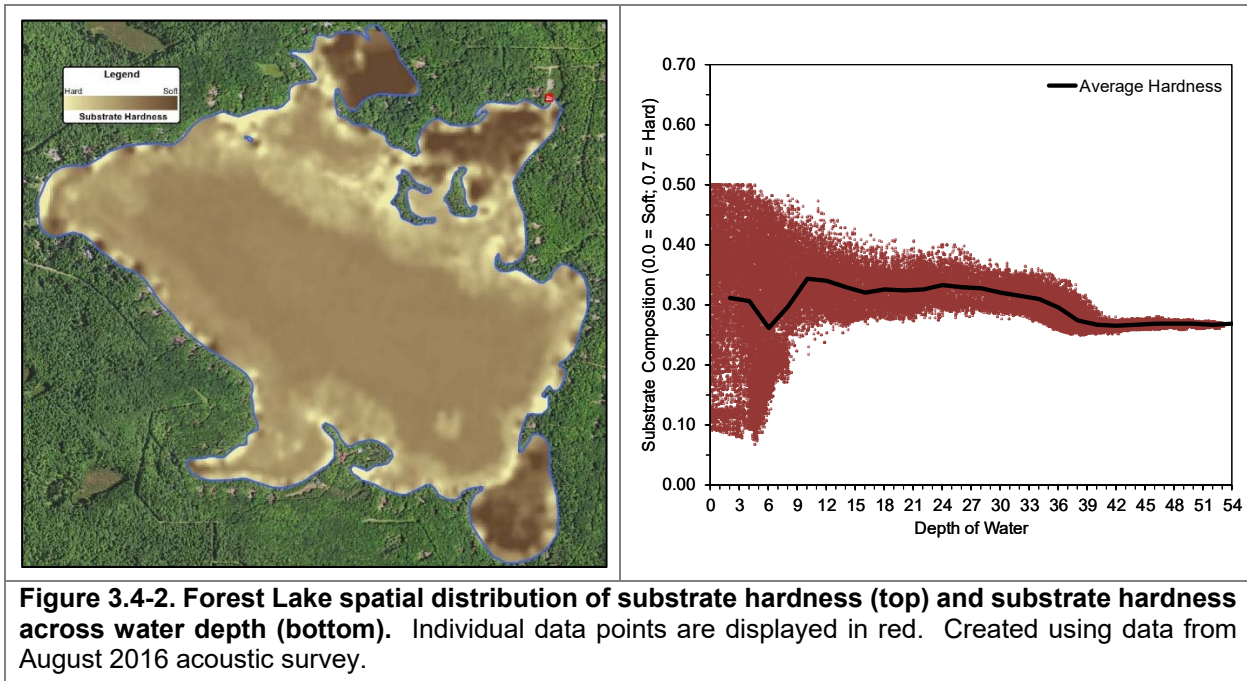 Legend
Hard Soft
Substrate Hardness
Substrate Composition (0.0 = Soft; 0.7 = Hard)
0.70
0.60
0.50
0.40
0.30
0.20
0.10
0.00
Average Hardness
0 3 6 9 12 15 18 21 24 27 30 33 36 39 42 45 48 51 54
Depth of Water
Figure 3.4-2. Forest Lake spatial distribution of substrate hardness (top) and substrate hardness
across water depth (bottom). Individual data points are displayed in red. Created using data from
August 2016 acoustic survey.